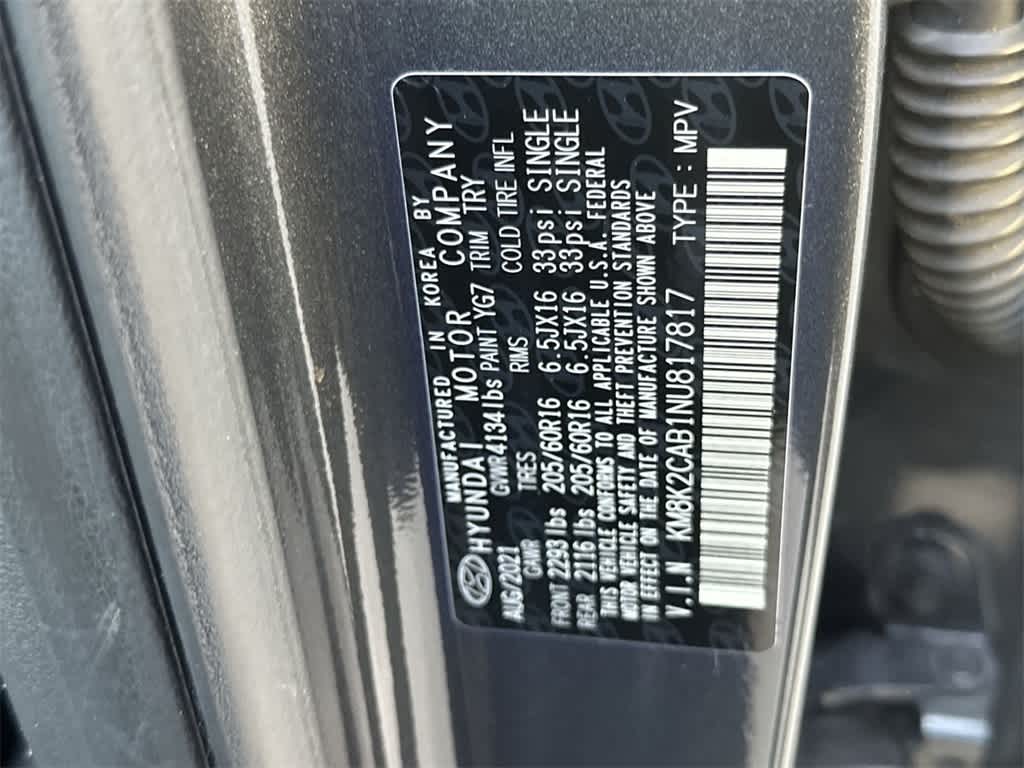 MANUFACTURED IN KOREA BY
HYUNDAI MOTOR COMPANY
AUG/2021 GVWR 4134 lbs PAINT YG7 TRIM TRY
GAWR TIRES RIMS COLD TIRE INFL
FRONT 2293 lbs 205/60R16 6.5JX16 33psi SINGLE
REAR 2116 lbs 205/60R16 6.5JX16 33psi SINGLE
THIS VEHICLE CONFORMS TO ALL APPLICABLE U.S.A. FEDERAL
MOTOR VEHICLE SAFETY AND THEFT PREVENTION STANDARDS
IN EFFECT ON THE DATE OF MANUFACTURE SHOWN ABOVE
V.I.N KM8K2CAB1NU817817 TYPE : MPV